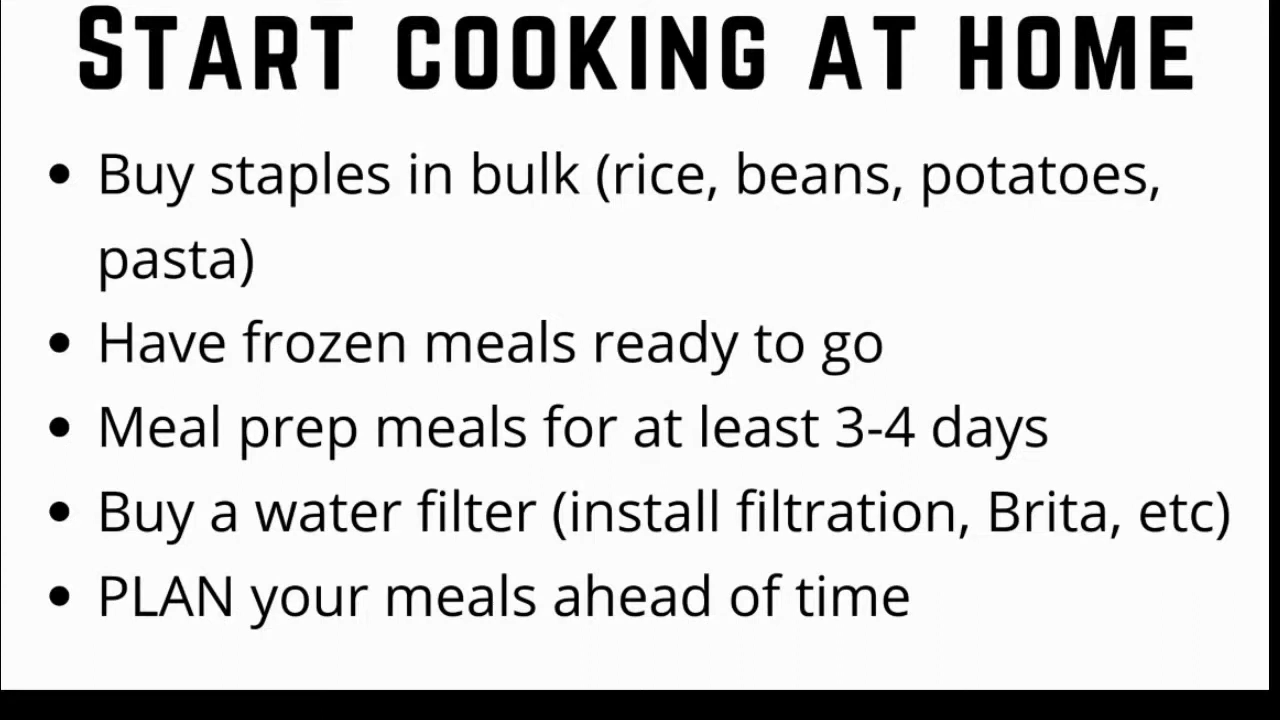 START COOKING AT HOME
• Buy staples in bulk (rice, beans, potatoes,
pasta)
• Have frozen meals ready to go
• Meal prep meals for at least 3-4 days
• Buy a water filter (install filtration, Brita, etc)
• PLAN your meals ahead of time